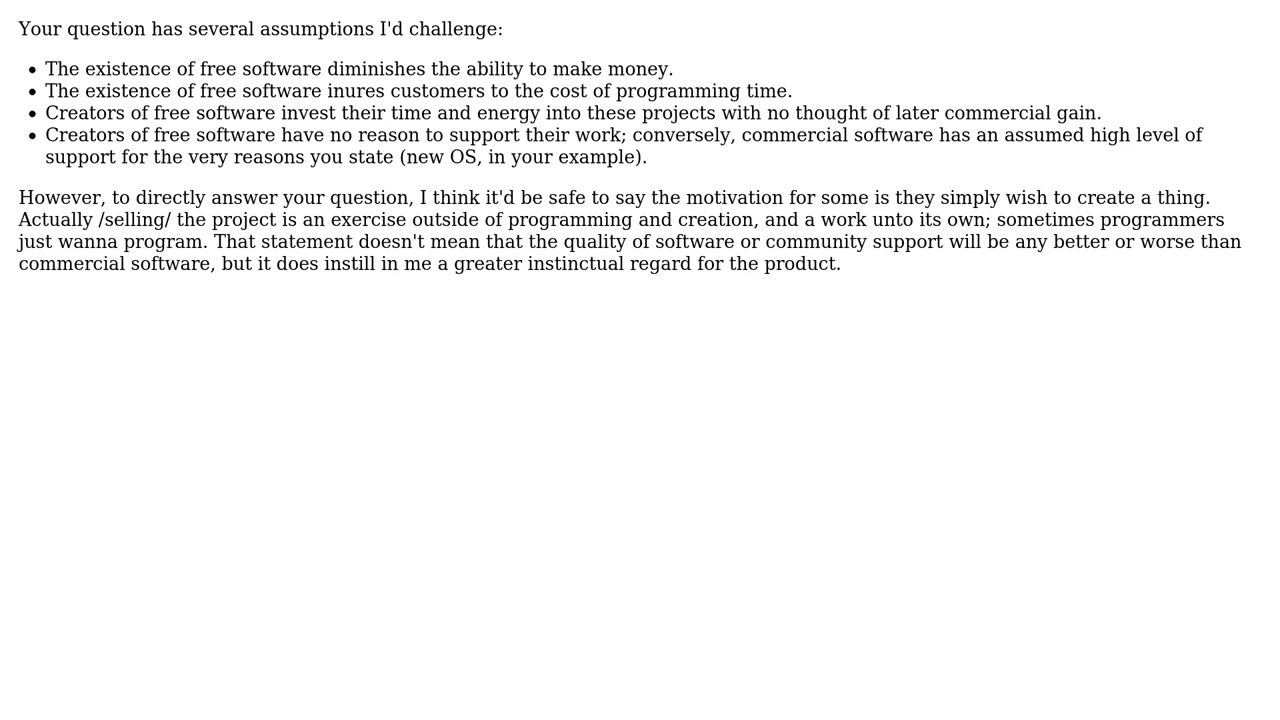 Your question has several assumptions I'd challenge:
• The existence of free software diminishes the ability to make money.
• The existence of free software inures customers to the cost of programming time.
• Creators of free software invest their time and energy into these projects with no thought of later commercial gain.
• Creators of free software have no reason to support their work; conversely, commercial software has an assumed high level of
support for the very reasons you state (new OS, in your example).
However, to directly answer your question, I think it'd be safe to say the motivation for some is they simply wish to create a thing.
Actually /selling/ the project is an exercise outside of programming and creation, and a work unto its own; sometimes programmers
just wanna program. That statement doesn't mean that the quality of software or community support will be any better or worse than
commercial software, but it does instill in me a greater instinctual regard for the product.